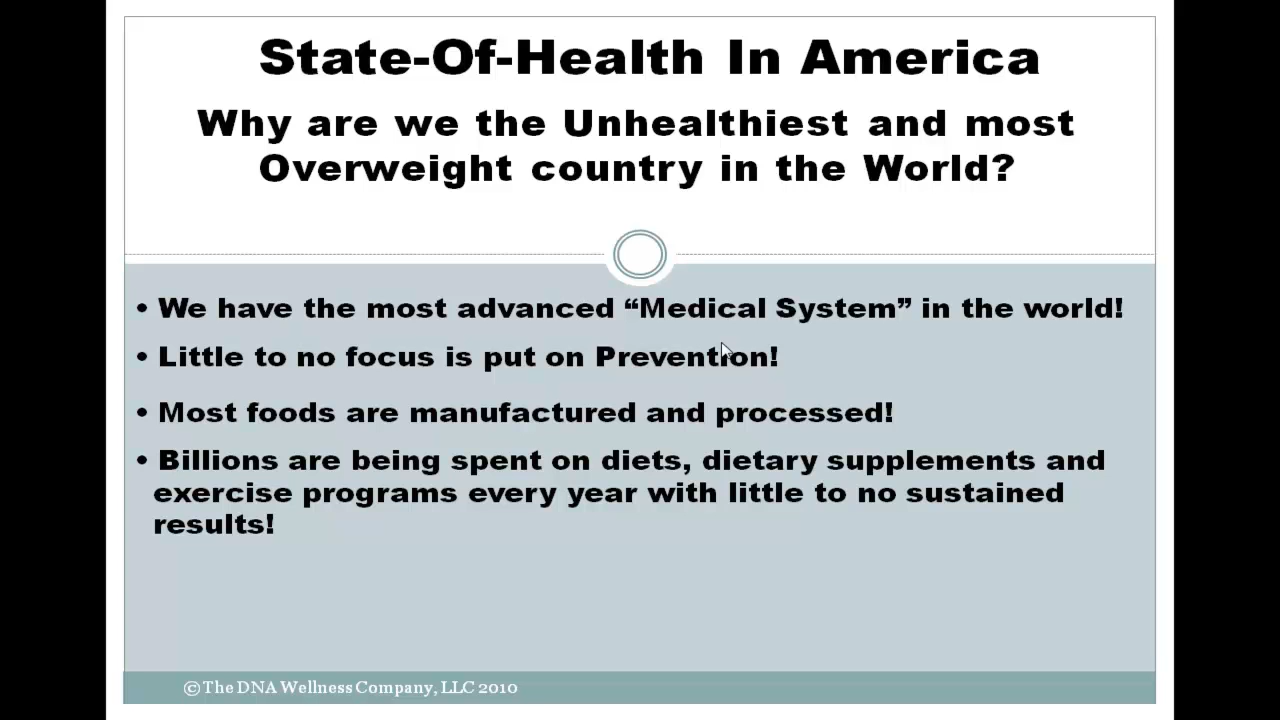 State-Of-Health In America
Why are we the Unhealthiest and most
Overweight country in the World?
• We have the most advanced “Medical System” in the world!
• Little to no focus is put on Prevention!
• Most foods are manufactured and processed!
• Billions are being spent on diets, dietary supplements and
exercise programs every year with little to no sustained
results!
©The DNA Wellness Company, LLC 2010